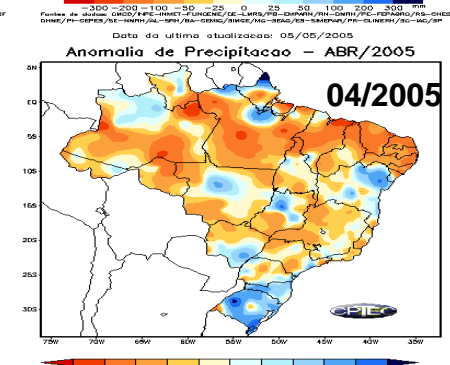 -300 -200 -100 -50 -25 0 25 50 100 200 300 mm
Data da ultima atualizacao: 05/05/2005
Anomalia de Precipitacao - ABR/2005
04/2005
5N
EQ
5S
10S
15S
20S
25S
30S
CPTEC
75W 70W 65W 60W 55W 50W 45W 40W 35W